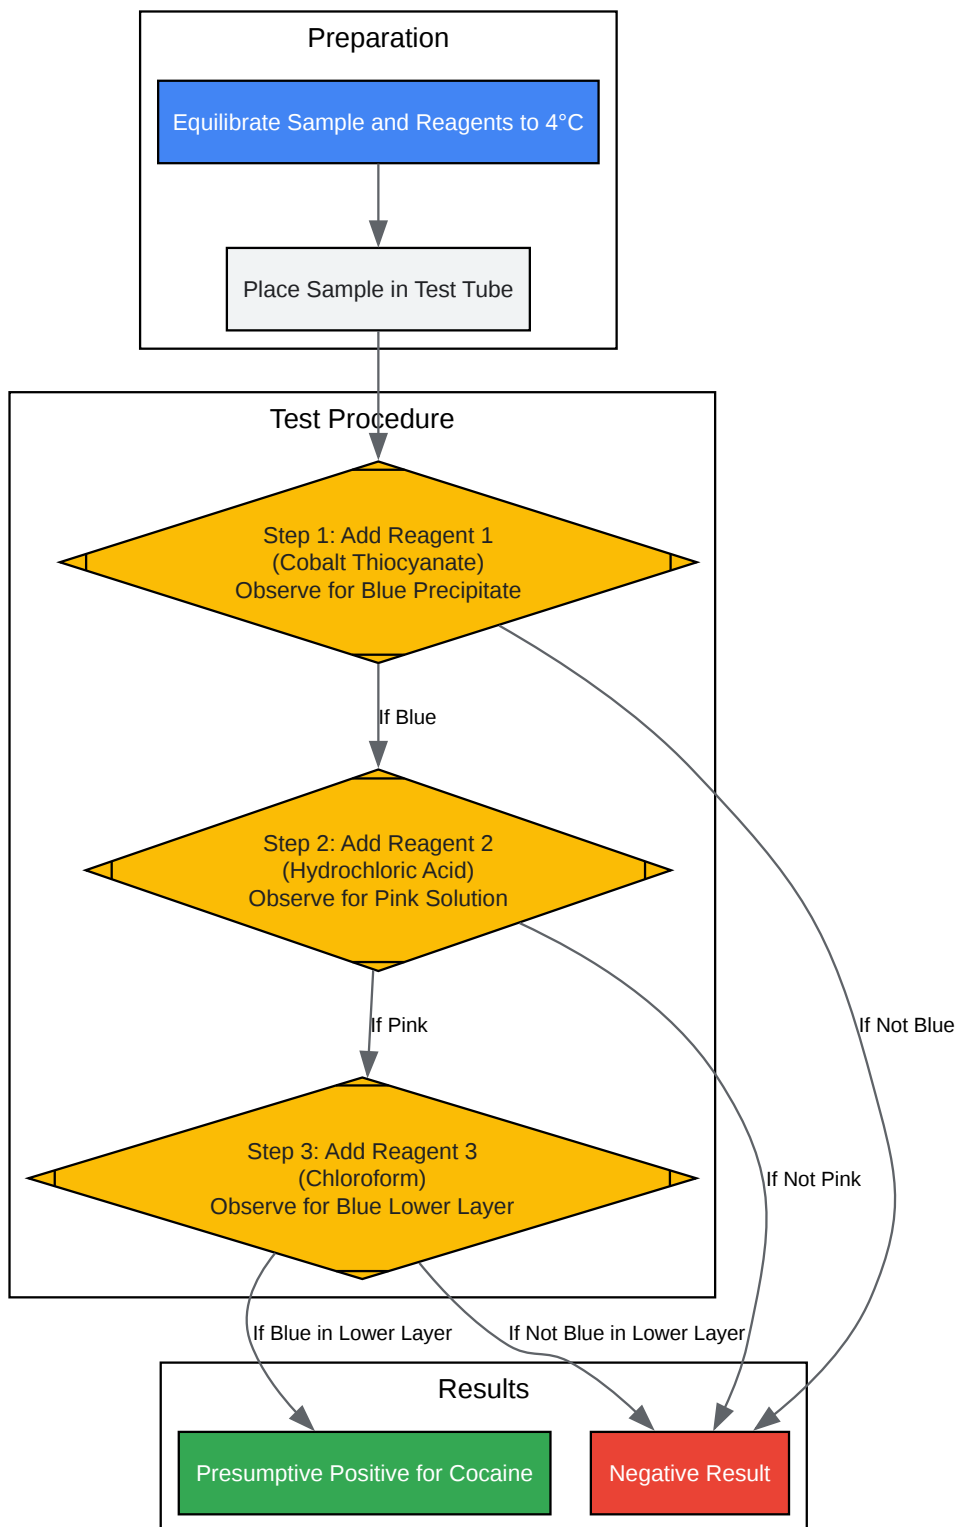 Preparation
Equilibrate Sample and Reagents to 4°C
Place Sample in Test Tube
Test Procedure
Step 1: Add Reagent 1
(Cobalt Thiocyanate)
Observe for Blue Precipitate
If Blue
Step 2: Add Reagent 2
(Hydrochloric Acid)
Observe for Pink Solution
If Pink
If Not Blue
Step 3: Add Reagent 3
(Chloroform)
Observe for Blue Lower Layer
If Not Pink
If Blue in Lower Layer
If Not Blue in Lower Layer
Results
Presumptive Positive for Cocaine
Negative Result